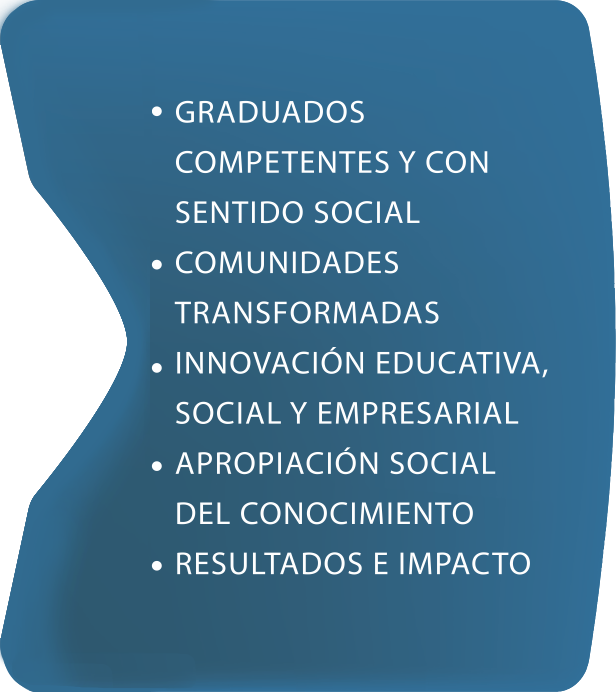 • GRADUADOS
COMPETENTES Y CON
SENTIDO SOCIAL
• COMUNIDADES
TRANSFORMADAS
• INNOVACIÓN EDUCATIVA,
SOCIAL Y EMPRESARIAL
• APROPIACIÓN SOCIAL
DEL CONOCIMIENTO
• RESULTADOS E IMPACTO